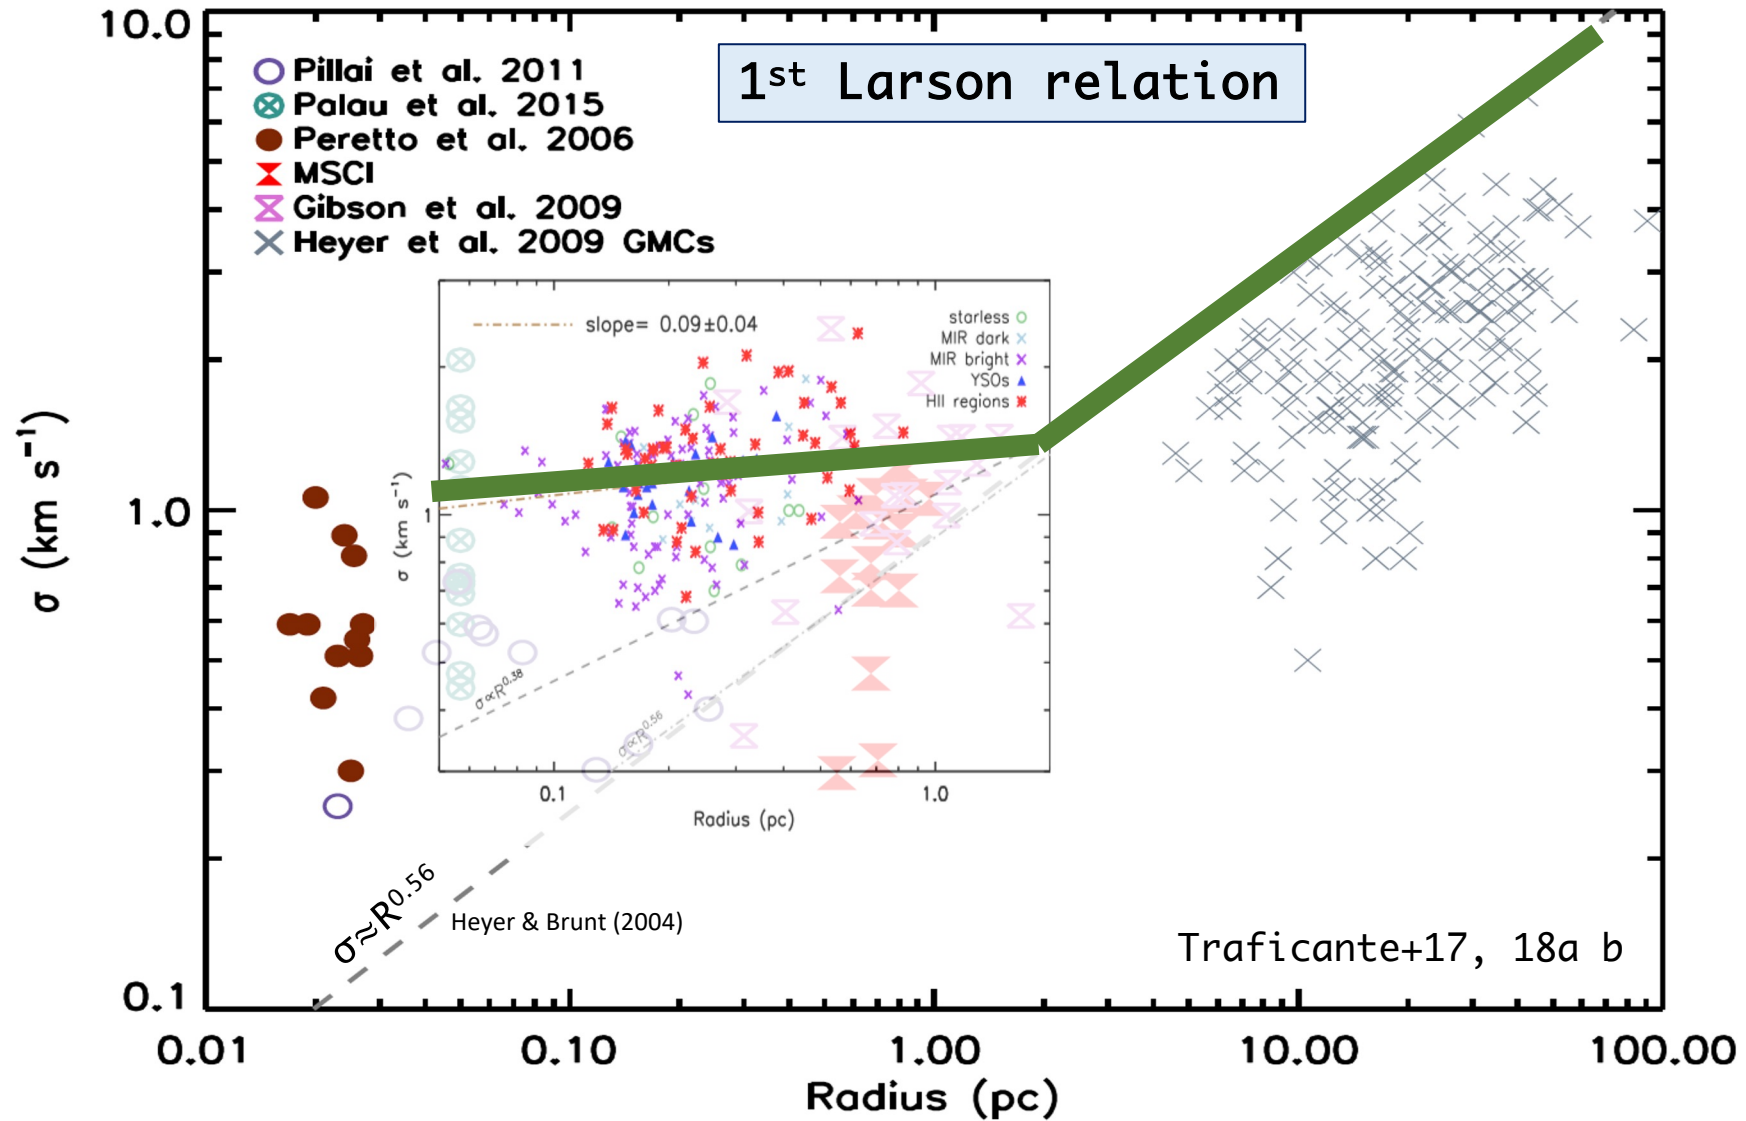 10.0
1st Larson relation
Pillai et al. 2011
Palau et al. 2015
Peretto et al. 2006
MSCI
Gibson et al. 2009
Heyer et al. 2009 GMCs
slope= 0.09±0.04
starless
MIR dark
MIR bright
YSOs
HII regions
σ (km s⁻¹)
1.0
σ (km s⁻¹)
1
σ∝R^0.38
σ∝R^0.56
0.1
1.0
Radius (pc)
σ≈R^0.56
Heyer & Brunt (2004)
Traficante+17, 18a b
0.1
0.01
0.10
1.00
10.00
100.00
Radius (pc)